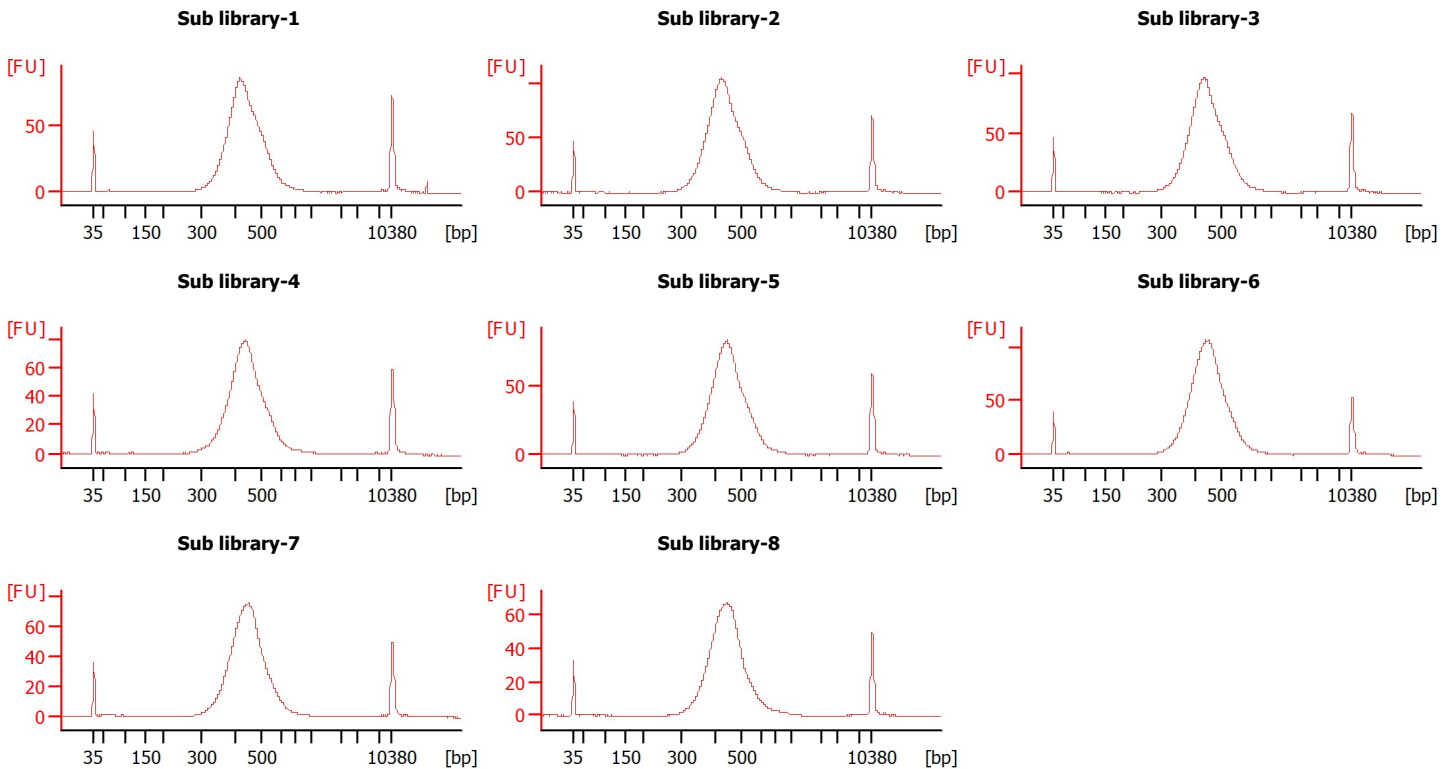 Sub library-1
Sub library-2
Sub library-3
[FU]
50
0
35 150 300 500 10380 [bp]
[FU]
50
0
35 150 300 500 10380 [bp]
[FU]
50
0
35 150 300 500 10380 [bp]
Sub library-4
Sub library-5
Sub library-6
[FU]
60
40
20
0
35 150 300 500 10380 [bp]
[FU]
50
0
35 150 300 500 10380 [bp]
[FU]
50
0
35 150 300 500 10380 [bp]
Sub library-7
Sub library-8
[FU]
60
40
20
0
35 150 300 500 10380 [bp]
[FU]
60
40
20
0
35 150 300 500 10380 [bp]